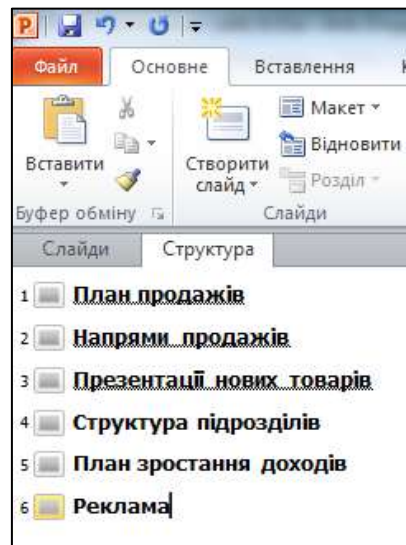 P
Файл Основне Вставлення
Вставити
Створити слайд
Макет
Відновити
Розділ
Буфер обміну Слайди
Слайди Структура
1 План продажів
2 Напрями продажів
3 Презентації нових товарів
4 Структура підрозділів
5 План зростання доходів
6 Реклама